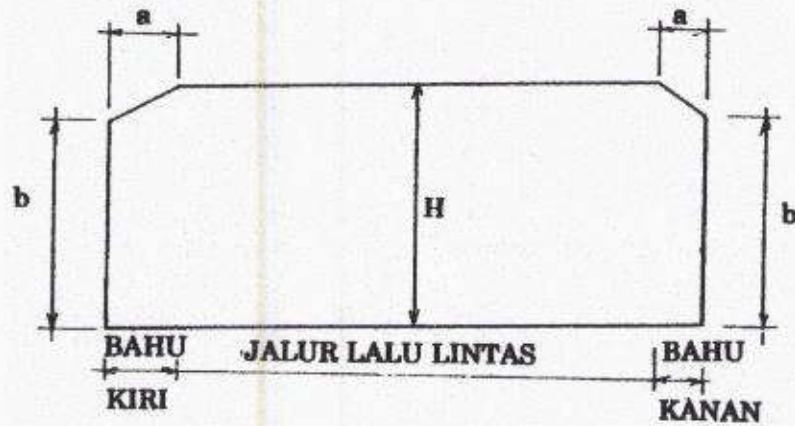 a a
b H b
BAHU JALUR LALU LINTAS BAHU
KIRI KANAN